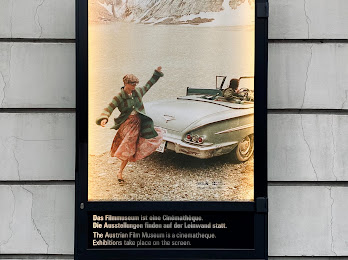 Das Filmmuseum ist eine Cinémathèque.
Die Ausstellungen finden auf der Leinwand statt.
The Austrian Film Museum is a cinematheque.
Exhibitions take place on the screen.